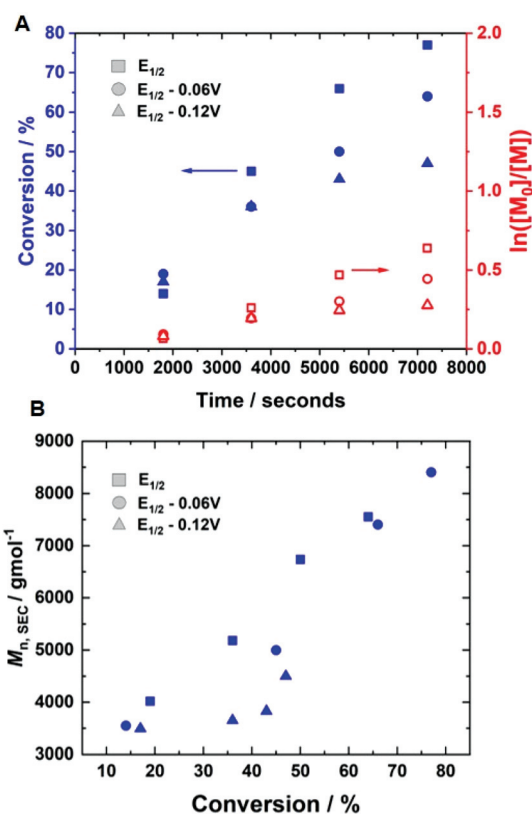 A
80
70
60
50
40
30
20
10
0
Conversion / %
E1/2
E1/2 - 0.06V
E1/2 - 0.12V
2.0
1.5
1.0
0.5
0.0
ln([M0]/[M])
0 1000 2000 3000 4000 5000 6000 7000 8000
Time / seconds
B
9000
8000
7000
6000
5000
4000
3000
Mn, SEC / gmol-1
E1/2
E1/2 - 0.06V
E1/2 - 0.12V
10 20 30 40 50 60 70 80
Conversion / %